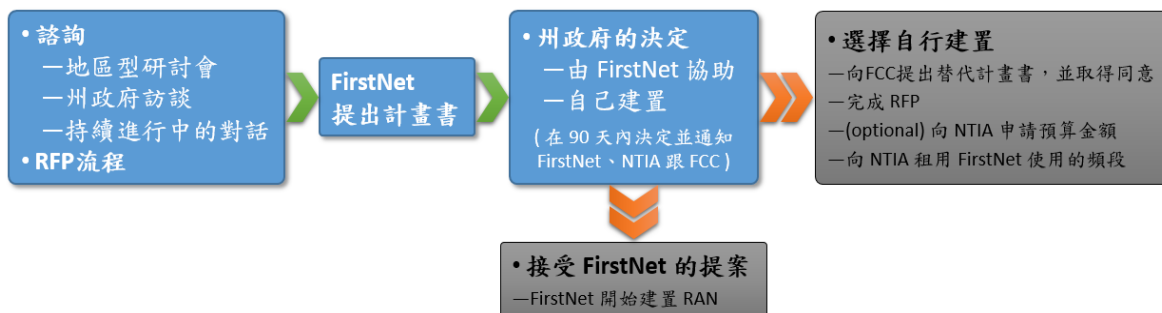 • 諮詢
—地區型研討會
—州政府訪談
—持續進行中的對話
• RFP流程
FirstNet
提出計畫書
• 州政府的決定
—由 FirstNet 協助
—自己建置
( 在 90 天內決定並通知
FirstNet、NTIA 跟 FCC )
• 選擇自行建置
—向FCC提出替代計畫書，並取得同意
—完成 RFP
—(optional) 向 NTIA 申請預算金額
—向 NTIA 租用 FirstNet 使用的頻段
• 接受 FirstNet 的提案
—FirstNet 開始建置 RAN